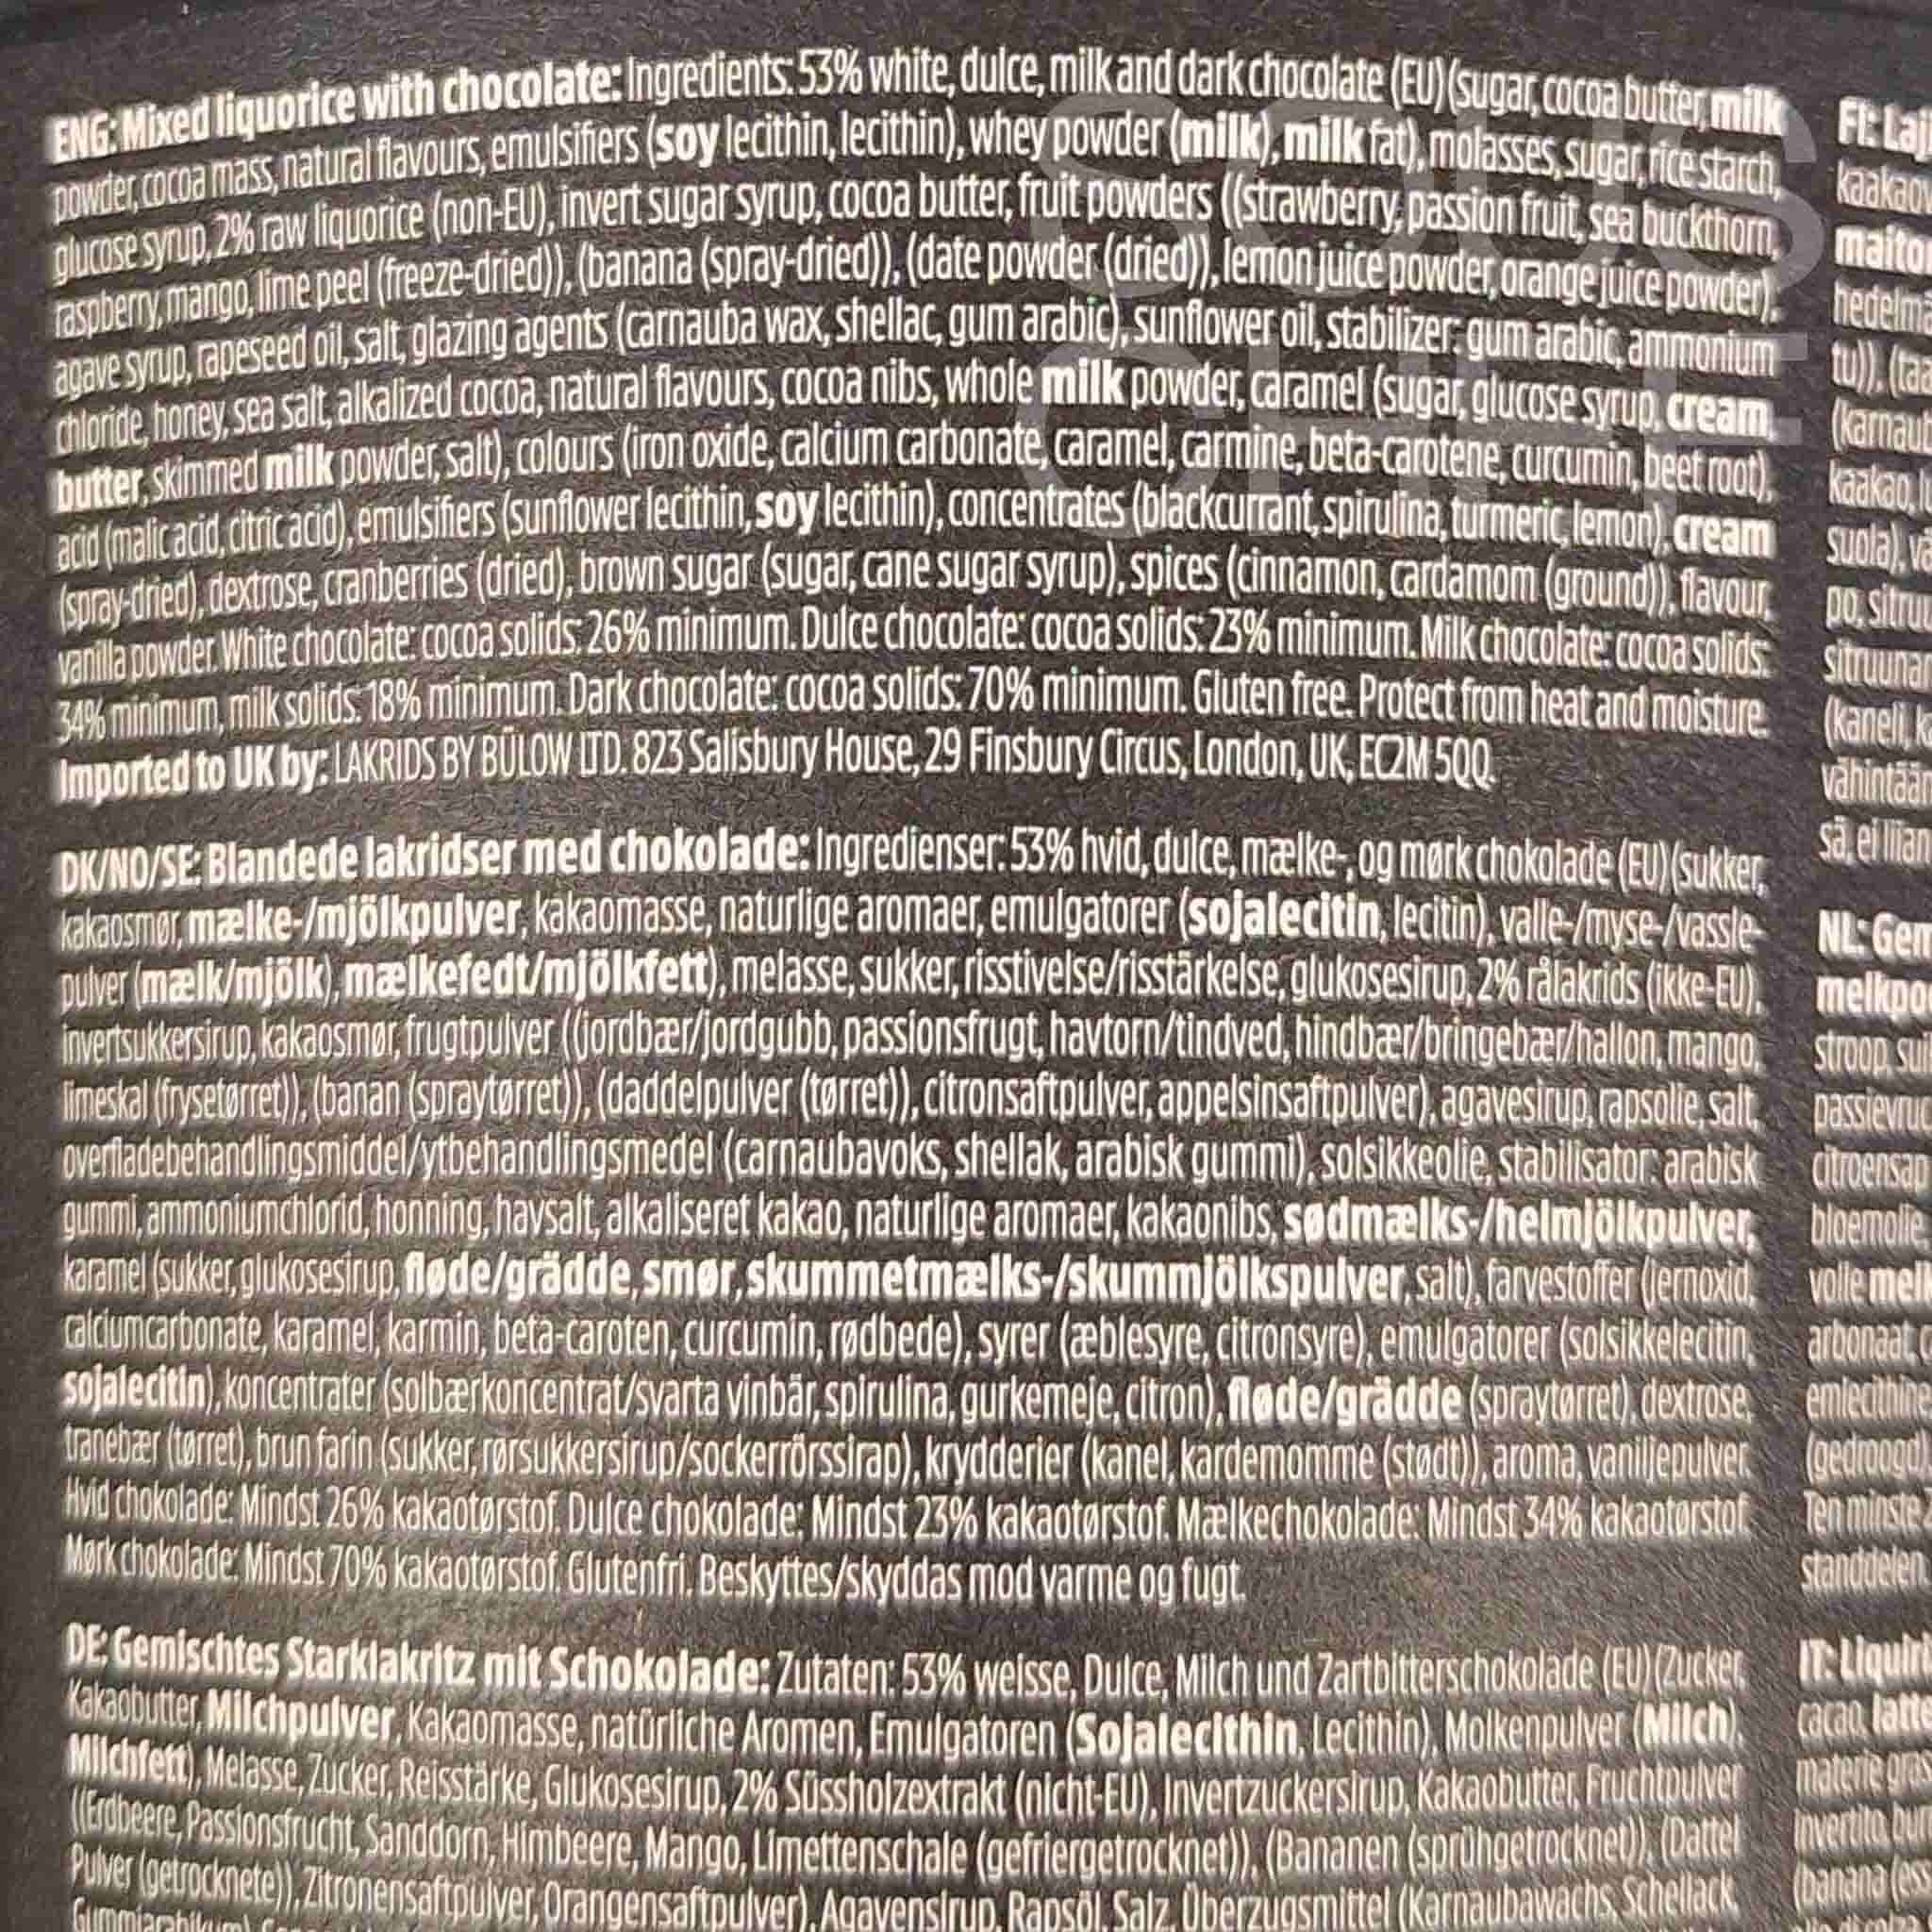 ENG: Mixed liquorice with chocolate: Ingredients: 53% white, dulce, milk and dark chocolate (EU) (sugar, cocoa butter, milk
powder, cocoa mass, natural flavours, emulsifiers (soy lecithin, lecithin), whey powder (milk), milk fat), molasses, sugar, rice starch,
glucose syrup, 2% raw liquorice (non-EU), invert sugar syrup, cocoa butter, fruit powders ((strawberry, passion fruit, sea buckthorn,
raspberry, mango, lime peel (freeze-dried)), (banana (spray-dried)), (date powder (dried)), lemon juice powder, orange juice powder),
agave syrup, rapeseed oil, salt, glazing agents (carnauba wax, shellac, gum arabic), sunflower oil, stabilizer: gum arabic, ammonium
chloride, honey, sea salt, alkalized cocoa, natural flavours, cocoa nibs, whole milk powder, caramel (sugar, glucose syrup, cream,
butter, skimmed milk powder, salt), colours (iron oxide, calcium carbonate, caramel, carmine, beta-carotene, curcumin, beet root),
acid (malic acid, citric acid), emulsifiers (sunflower lecithin, soy lecithin), concentrates (blackcurrant, spirulina, turmeric, lemon), cream
(spray-dried), dextrose, cranberries (dried), brown sugar (sugar, cane sugar syrup), spices (cinnamon, cardamom (ground)), flavour,
vanilla powder. White chocolate: cocoa solids: 26% minimum. Dulce chocolate: cocoa solids: 23% minimum. Milk chocolate: cocoa solids:
34% minimum, milk solids: 18% minimum. Dark chocolate: cocoa solids: 70% minimum. Gluten free. Protect from heat and moisture.
Imported to UK by: LAKRIDS BY BÜLOW LTD. 823 Salisbury House, 29 Finsbury Circus, London, UK, EC2M 5QQ.
DK/NO/SE: Blandede lakridser med chokolade: Ingredienser: 53% hvid, dulce, mælke-, og mørk chokolade (EU) (sukker,
kakaosmør, mælke-/mjölkpulver, kakaomasse, naturlige aromaer, emulgatorer (sojalecitin, lecitin), valle-/myse-/vassle-
pulver (mælk/mjölk), mælkefedt/mjölkfett), melasse, sukker, risstivelse/risstärkelse, glukosesirup, 2% rålakrids (ikke-EU),
invertsukkersirup, kakaosmør, frugtpulver ((jordbær/jordgubb, passionsfrugt, havtorn/tindved, hindbær/bringebær/hallon, mango,
limeskal (frysetørret)), (banan (spraytørret)), (daddelpulver (tørret)), citronsaftpulver, appelsinsaftpulver), agavesirup, rapsolie, salt,
overfladebehandlingsmiddel/ytbehandlingsmedel (carnaubavoks, shellak, arabisk gummi), solsikkeolie, stabilisator: arabisk
gummi, ammoniumchlorid, honning, havsalt, alkaliseret kakao, naturlige aromaer, kakaonibs, sødmælks-/helmjölkpulver,
karamel (sukker, glukosesirup, fløde/grädde, smør, skummetmælks-/skummjölkspulver, salt), farvestoffer (jernoxid,
calciumcarbonate, karamel, karmin, beta-caroten, curcumin, rødbede), syrer (æblesyre, citronsyre), emulgatorer (solsikkelecitin,
sojalecitin), koncentrater (solbærkoncentrat/svarta vinbär, spirulina, gurkemeje, citron), fløde/grädde (spraytørret), dextrose,
tranebær (tørret), brun farin (sukker, rørsukkersirup/sockerrörssirap), krydderier (kanel, kardemomme (stødt)), aroma, vaniljepulver.
Hvid chokolade: Mindst 26% kakaotørstof. Dulce chokolade: Mindst 23% kakaotørstof. Mælkechokolade: Mindst 34% kakaotørstof.
Mørk chokolade: Mindst 70% kakaotørstof. Glutenfri. Beskyttes/skyddas mod varme og fugt.
DE: Gemischtes Starklakritz mit Schokolade: Zutaten: 53% weisse, Dulce, Milch und Zartbitterschokolade (EU) (Zucker,
Kakaobutter, Milchpulver, Kakaomasse, natürliche Aromen, Emulgatoren (Sojalecithin, Lecithin), Molkenpulver (Milch),
Milchfett), Melasse, Zucker, Reisstärke, Glukosesirup, 2% Süssholzextrakt (nicht-EU), Invertzuckersirup, Kakaobutter, Fruchtpulver
((Erdbeere, Passionsfrucht, Sanddorn, Himbeere, Mango, Limettenschale (gefriergetrocknet)), (Bananen (sprühgetrocknet)), (Dattel
Pulver (getrocknete)), Zitronensaftpulver, Orangensaftpulver), Agavensirup, Rapsöl, Salz, Überzugsmittel (Karnaubawachs, Schellack,
FI:
kaakao
maito
(kaneli,
vähintään
sä, ei
NL:
stroop,
volle
Ten minste
IT:
cacao,
SOUS
CHEF